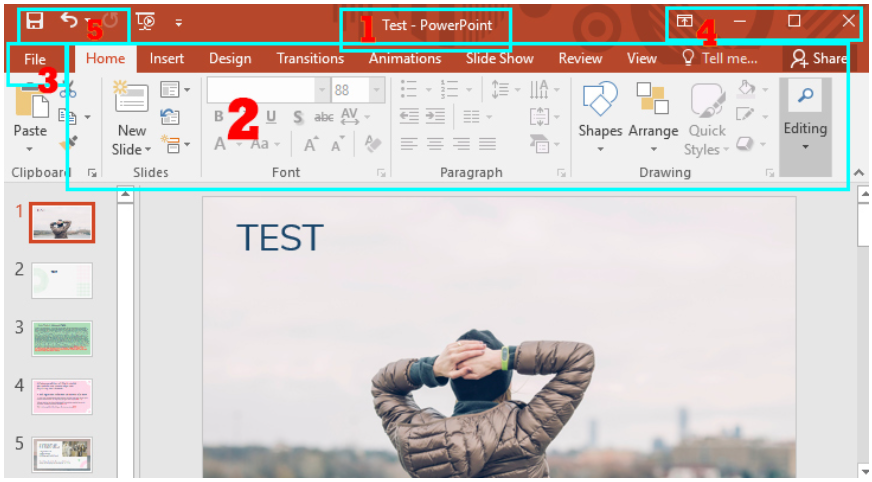 5
1
Test - PowerPoint
4
File Home Insert Design Transitions Animations Slide Show Review View Tell me... Share
3
2
88
B U S abc AV
A Aa A A
Paste
New
Slide
Shapes Arrange Quick
Styles
Editing
Clipboard Slides Font Paragraph Drawing
1
2
3
4
5
TEST